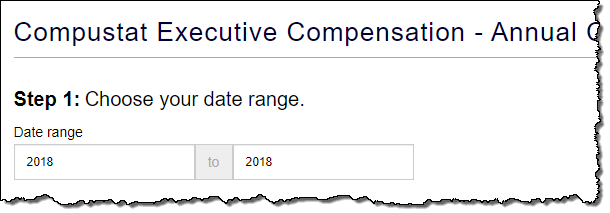 Compustat Executive Compensation - Annual
Step 1: Choose your date range.
Date range
2018 to 2018